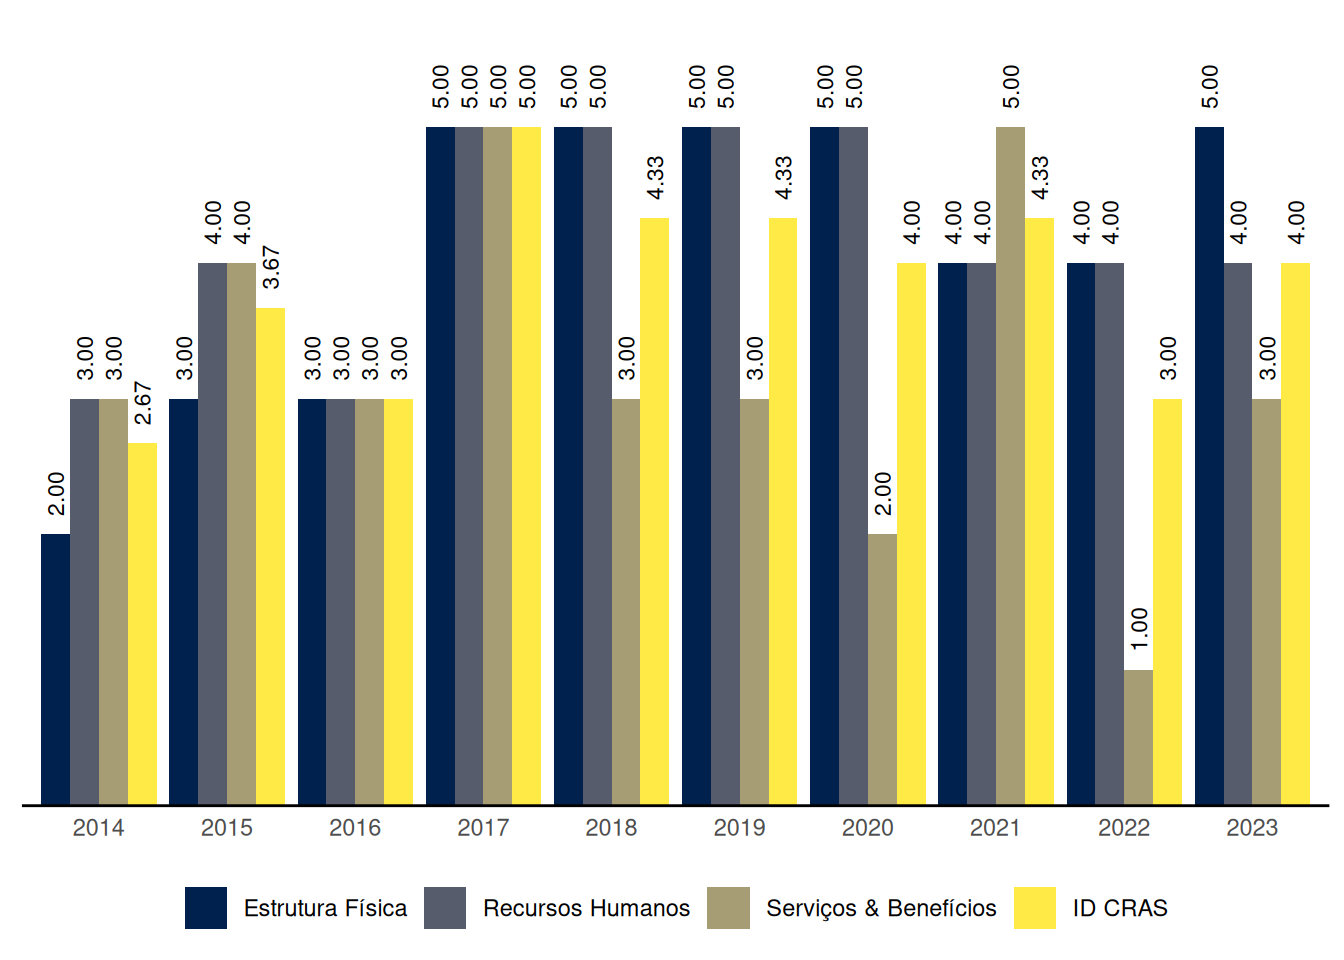 2.00 3.00 3.00 2.67
3.00 4.00 4.00 3.67
3.00 3.00 3.00 3.00
5.00 5.00 5.00 5.00
5.00 5.00 3.00 4.33
5.00 5.00 3.00 4.33
5.00 5.00 2.00 4.00
4.00 4.00 5.00 4.33
4.00 4.00 1.00 3.00
5.00 4.00 3.00 4.00
2014 2015 2016 2017 2018 2019 2020 2021 2022 2023
Estrutura Física Recursos Humanos Serviços & Benefícios ID CRAS